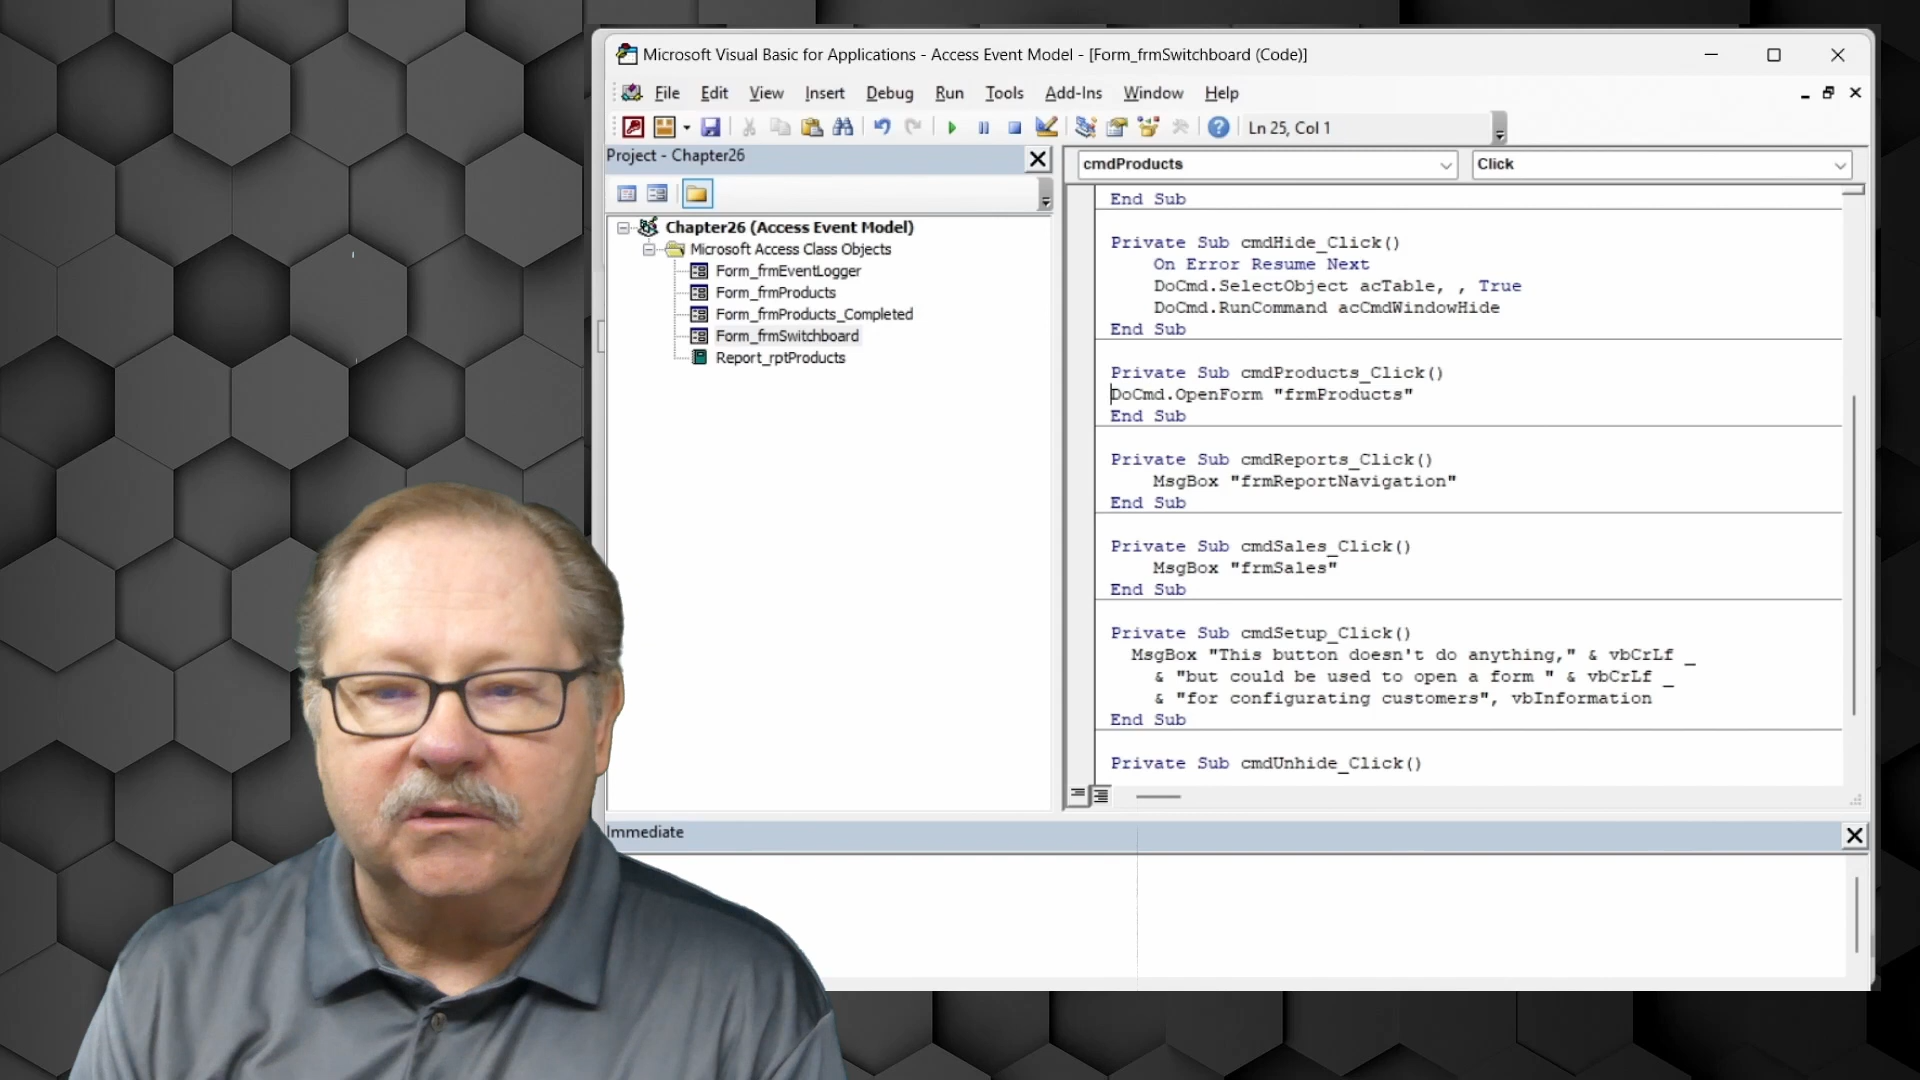 Microsoft Visual Basic for Applications - Access Event Model - [Form_frmSwitchboard (Code)]
File Edit View Insert Debug Run Tools Add-Ins Window Help
Ln 25, Col 1
Project - Chapter26
cmdProducts
Click
Chapter26 (Access Event Model)
Microsoft Access Class Objects
Form_frmEventLogger
Form_frmProducts
Form_frmProducts_Completed
Form_frmSwitchboard
Report_rptProducts
End Sub
Private Sub cmdHide_Click()
On Error Resume Next
DoCmd.SelectObject acTable, , True
DoCmd.RunCommand acCmdWindowHide
End Sub
Private Sub cmdProducts_Click()
DoCmd.OpenForm "frmProducts"
End Sub
Private Sub cmdReports_Click()
MsgBox "frmReportNavigation"
End Sub
Private Sub cmdSales_Click()
MsgBox "frmSales"
End Sub
Private Sub cmdSetup_Click()
MsgBox "This button doesn't do anything," & vbCrLf _
& "but could be used to open a form " & vbCrLf _
& "for configurating customers", vbInformation
End Sub
Private Sub cmdUnhide_Click()
Immediate